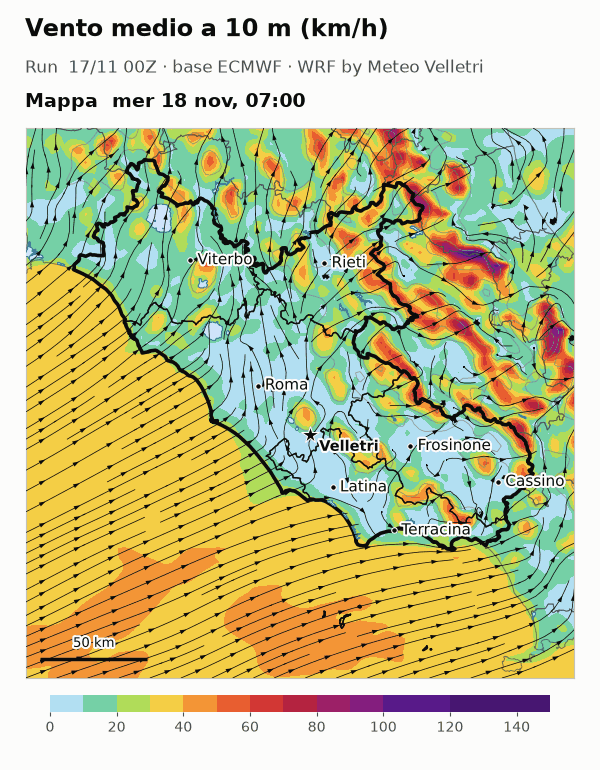 Vento medio a 10 m (km/h)
Run  17/11 00Z · base ECMWF · WRF by Meteo Velletri
Mappa  mer 18 nov, 07:00
Viterbo
Rieti
Roma
Velletri
Frosinone
Cassino
Latina
Terracina
50 km
0 20 40 60 80 100 120 140